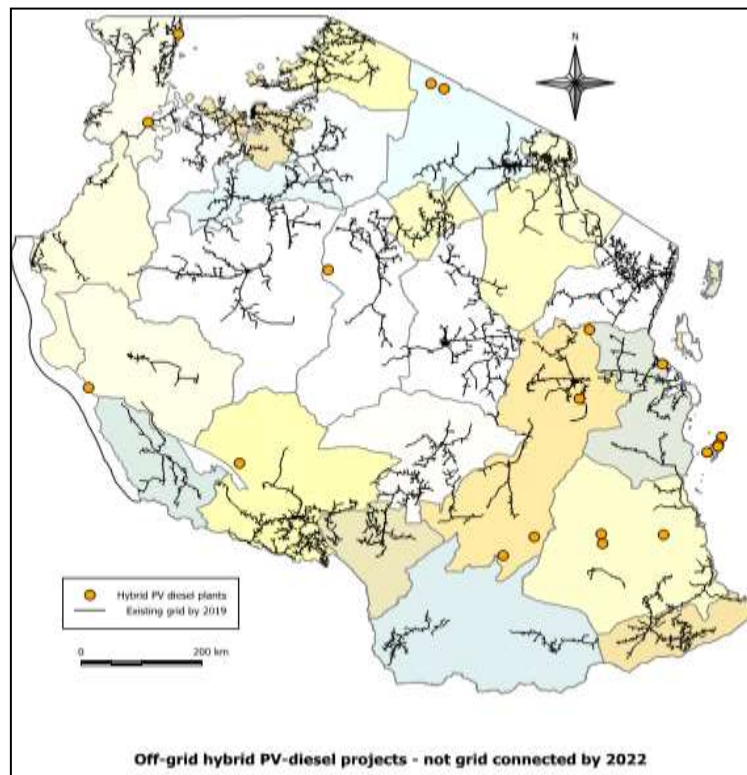 N
Hybrid PV diesel plants
Existing grid by 2019
0 200 km
Off-grid hybrid PV-diesel projects - not grid connected by 2022